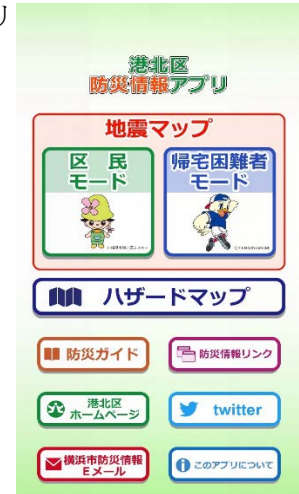 リ
港北区
防災情報アプリ
地震マップ
区 民
モード
帰宅困難者
モード
ハザードマップ
防災ガイド
防災情報リンク
港北区
ホームページ
twitter
横浜市防災情報
Eメール
このアプリについて